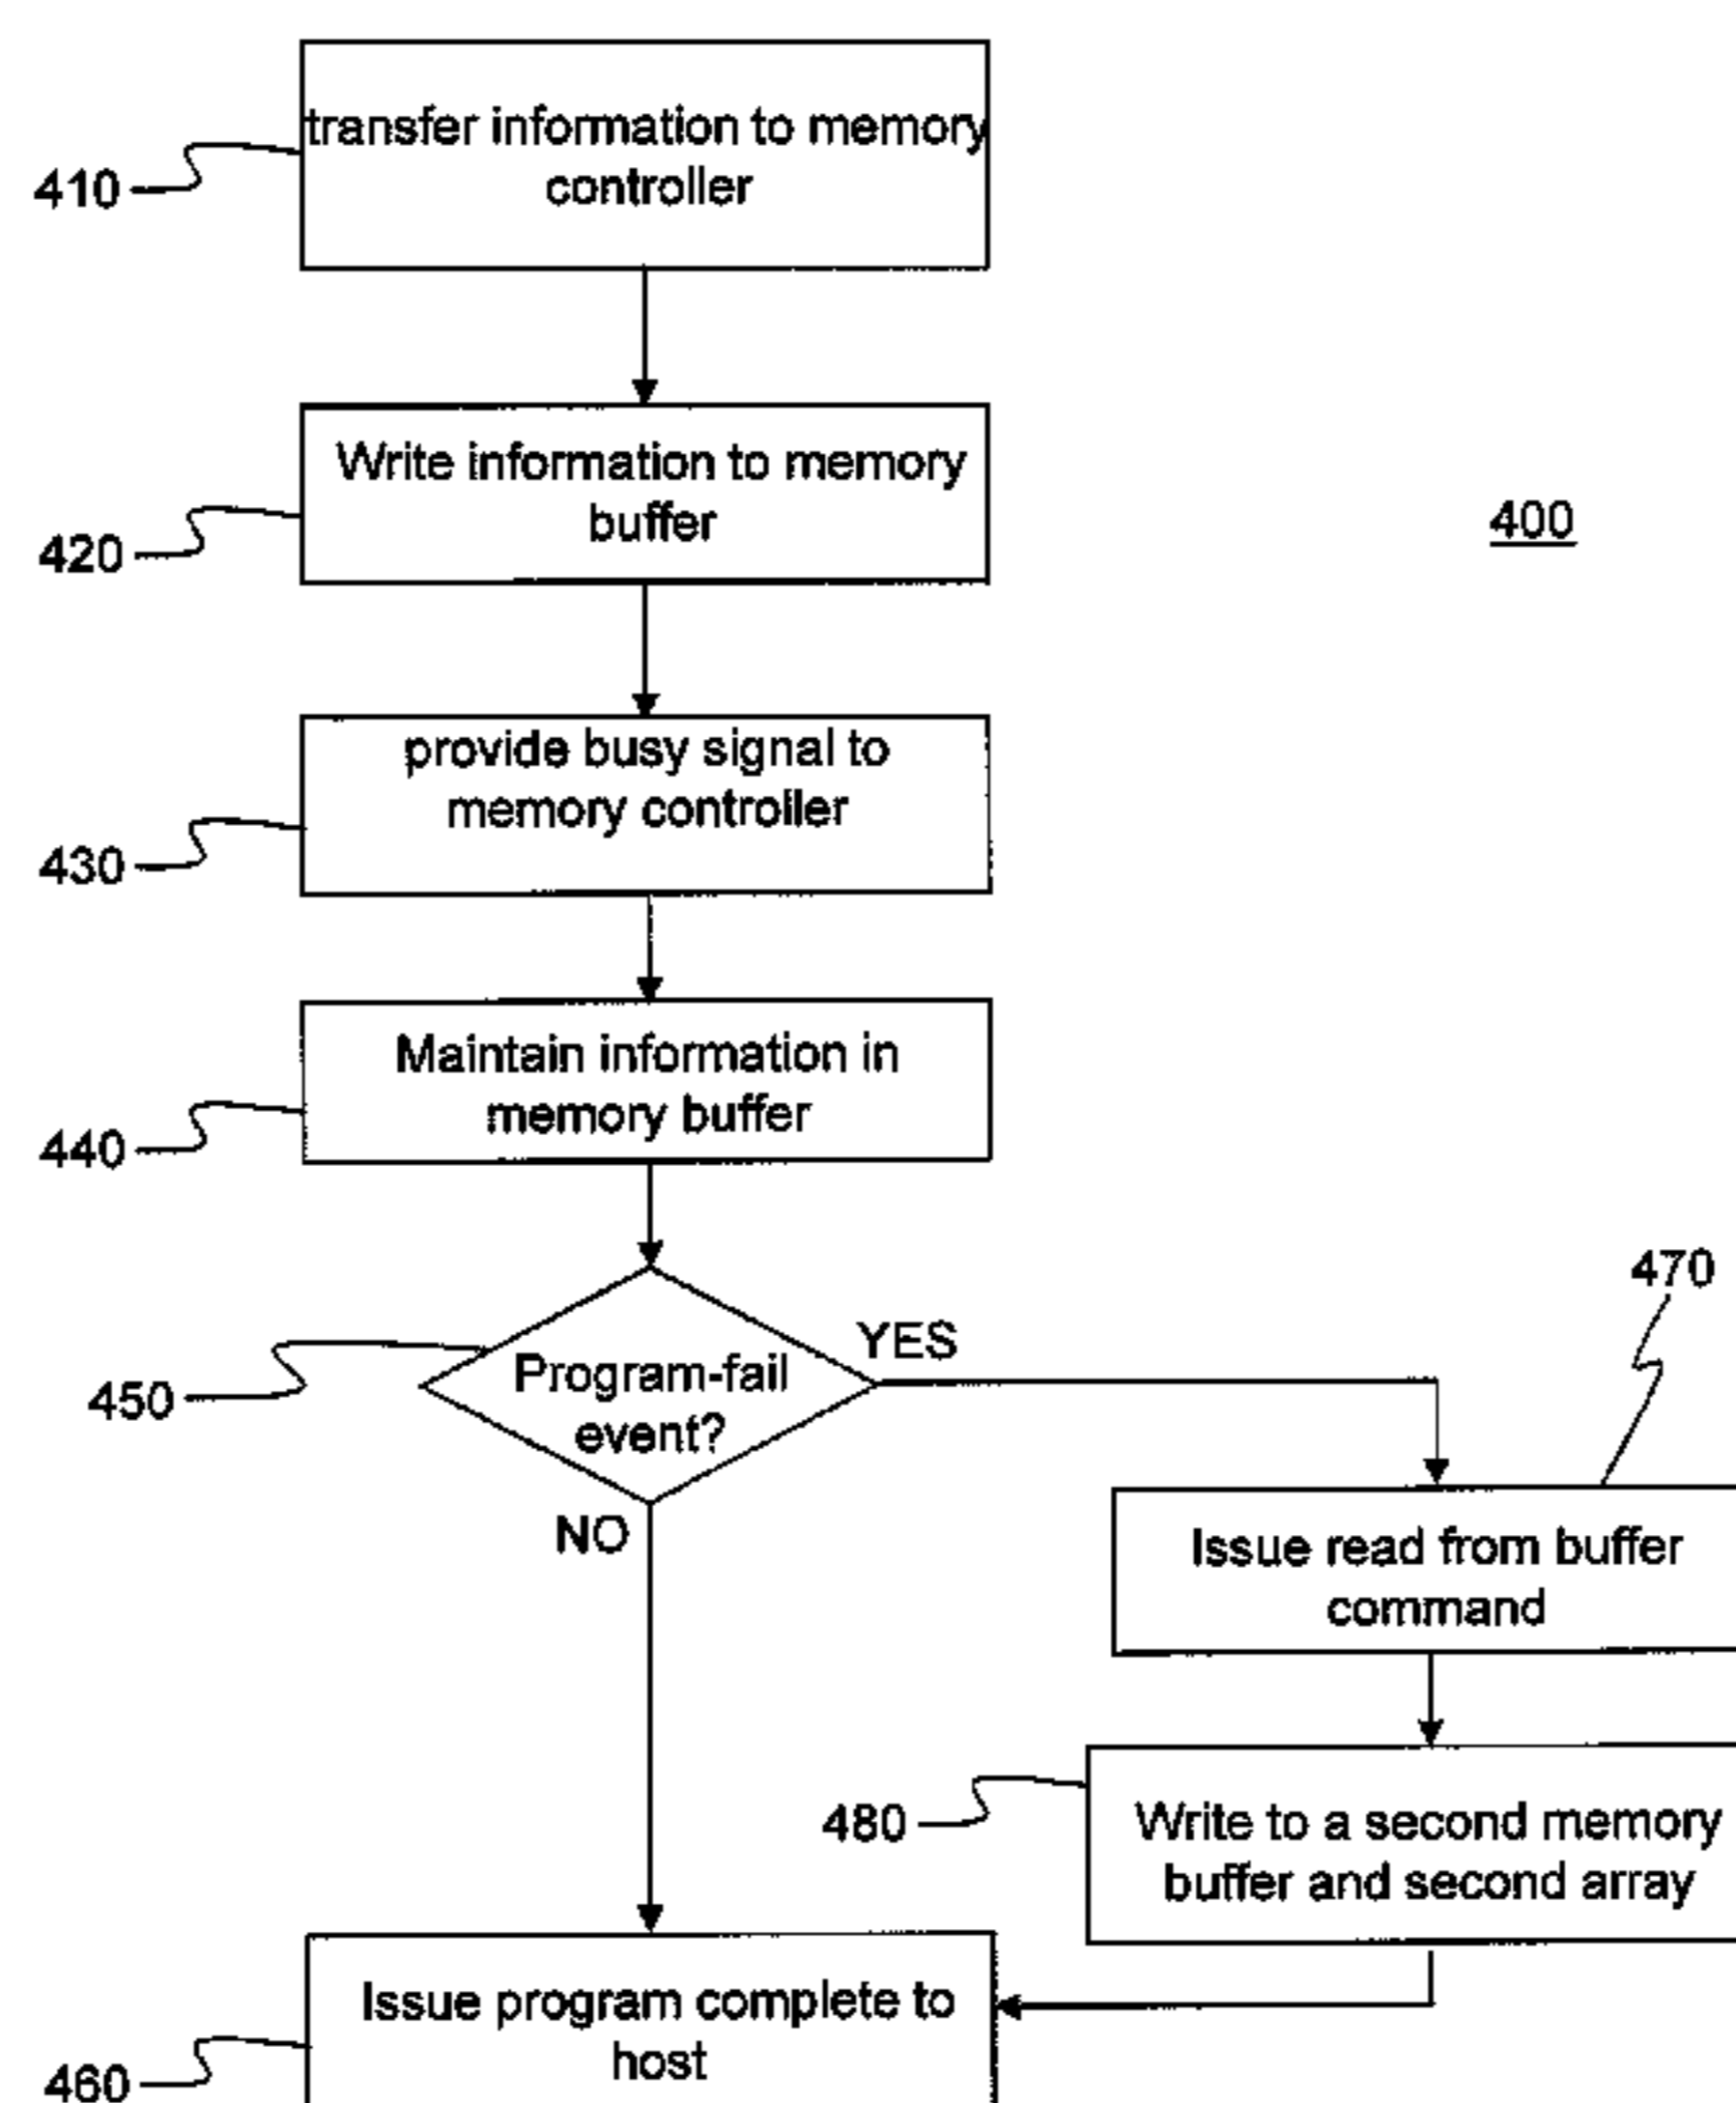 transfer information to memory
controller
410
Write information to memory
buffer
420
400
provide busy signal to
memory controller
430
Maintain information in
memory buffer
440
470
YES
Program-fail
event?
450
NO
Issue read from buffer
command
480
Write to a second memory
buffer and second array
Issue program complete to
host
460